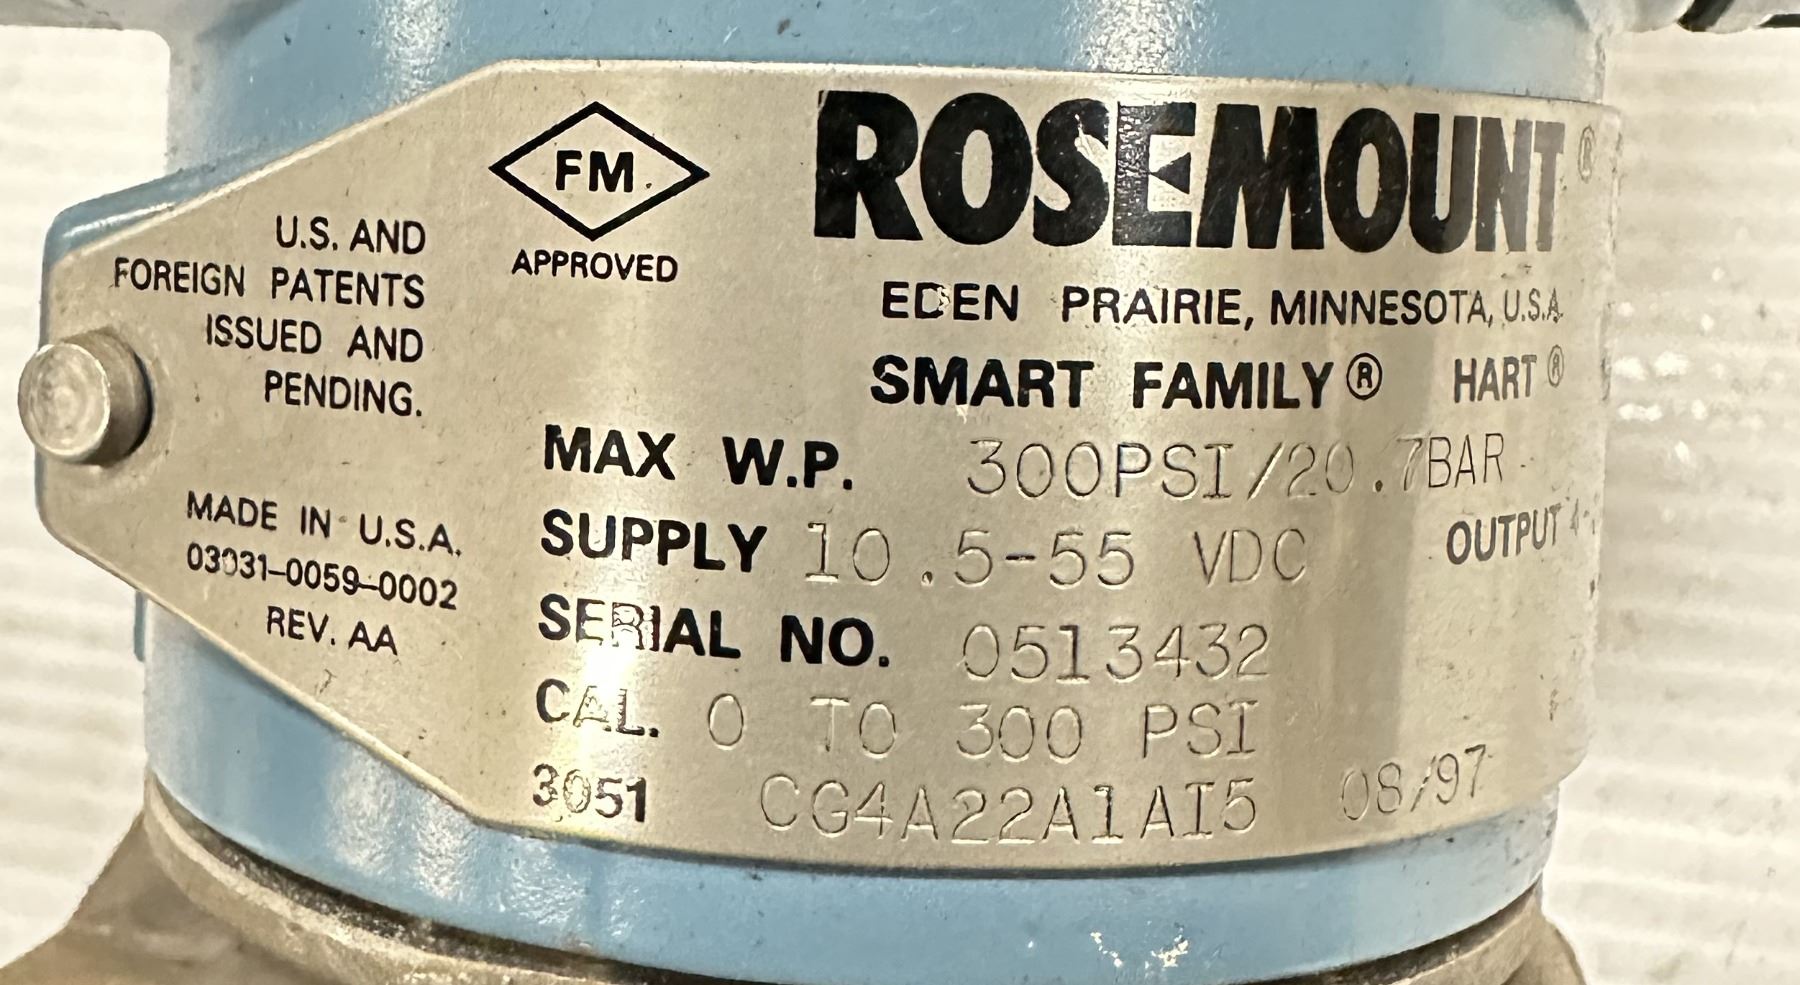 U.S. AND
FOREIGN PATENTS
ISSUED AND
PENDING.
MADE IN U.S.A.
03031-0059-0002
REV. AA
FM
APPROVED
ROSEMOUNT®
EDEN PRAIRIE, MINNESOTA, U.S.A.
SMART FAMILY® HART®
MAX W.P. 300PSI/20.7BAR
SUPPLY 10.5-55 VDC OUTPUT 4-
SERIAL NO. 0513432
CAL. 0 TO 300 PSI
3051 CG4A22A1AI5 08/97